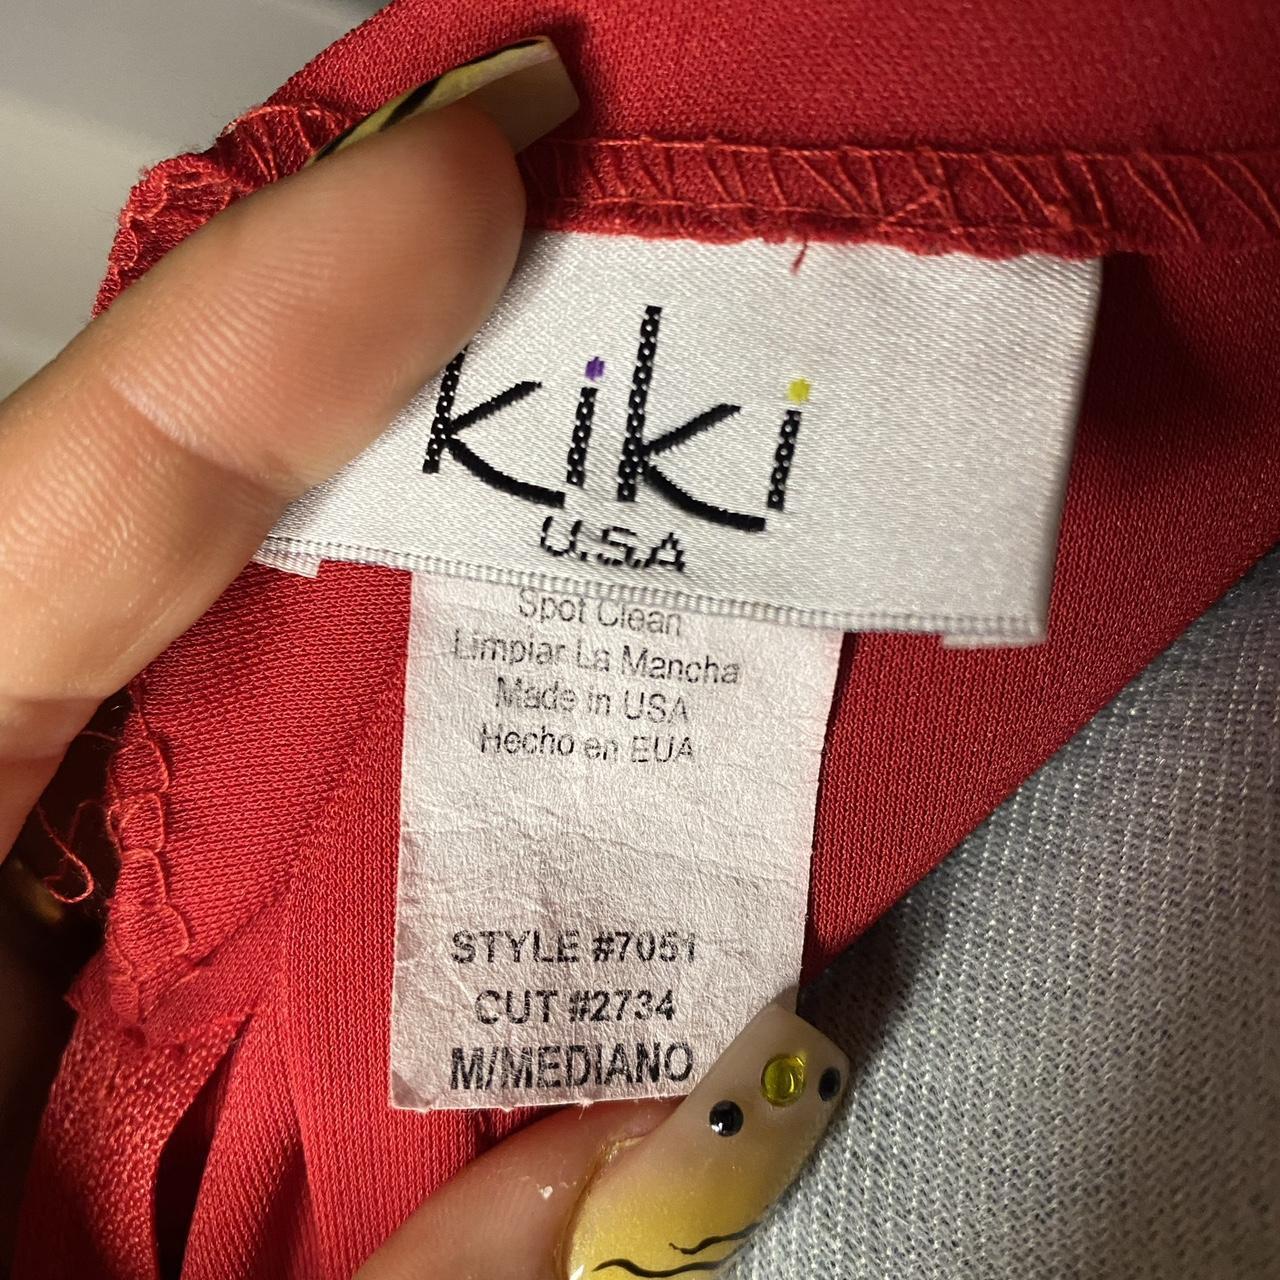 kiki
U.S.A
Spot Clean
Limpiar La Mancha
Made in USA
Hecho en EUA
STYLE #7051
CUT #2734
M/MEDIANO